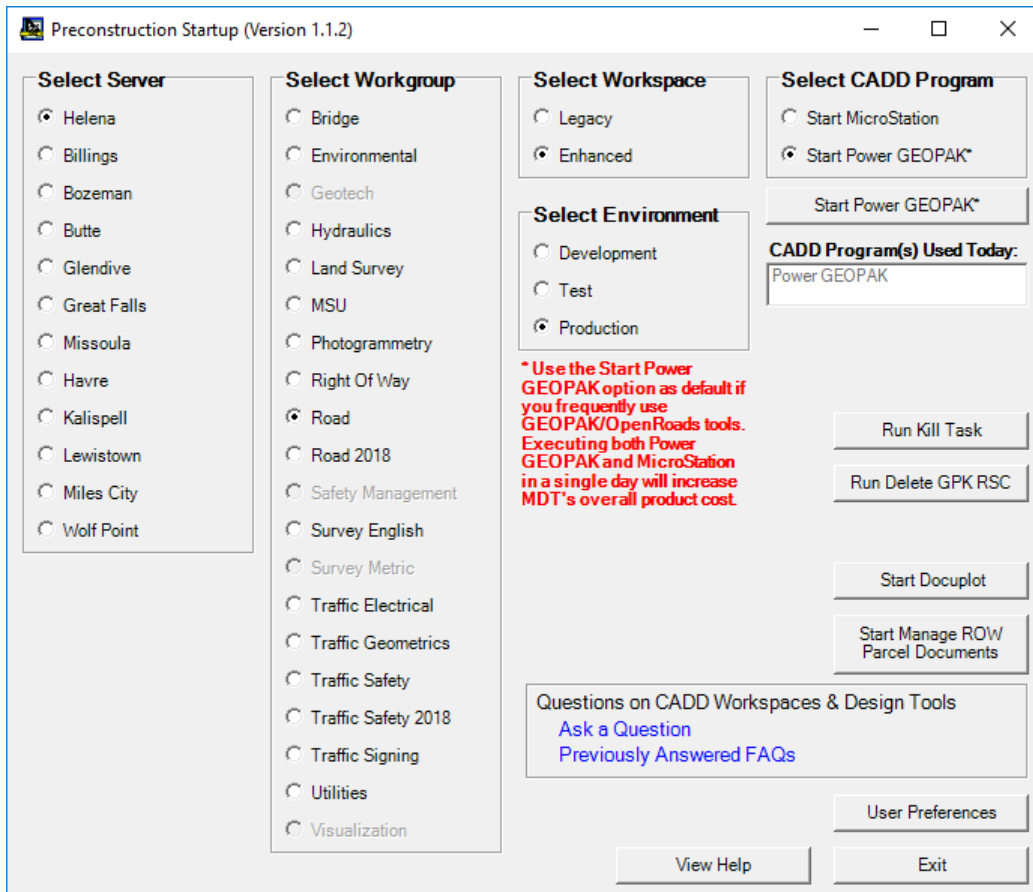 Preconstruction Startup (Version 1.1.2)
Select Server
Helena
Billings
Bozeman
Butte
Glendive
Great Falls
Missoula
Havre
Kalispell
Lewistown
Miles City
Wolf Point
Select Workgroup
Bridge
Environmental
Geotech
Hydraulics
Land Survey
MSU
Photogrammetry
Right Of Way
Road
Road 2018
Safety Management
Survey English
Survey Metric
Traffic Electrical
Traffic Geometrics
Traffic Safety
Traffic Safety 2018
Traffic Signing
Utilities
Visualization
Select Workspace
Legacy
Enhanced
Select Environment
Development
Test
Production
* Use the Start Power
GEOPAK option as default if
you frequently use
GEOPAK/OpenRoads tools.
Executing both Power
GEOPAK and MicroStation
in a single day will increase
MDT's overall product cost.
Select CADD Program
Start MicroStation
Start Power GEOPAK*
Start Power GEOPAK*
CADD Program(s) Used Today:
Power GEOPAK
Run Kill Task
Run Delete GPK RSC
Start Docuplot
Start Manage ROW
Parcel Documents
Questions on CADD Workspaces & Design Tools
Ask a Question
Previously Answered FAQs
User Preferences
View Help
Exit